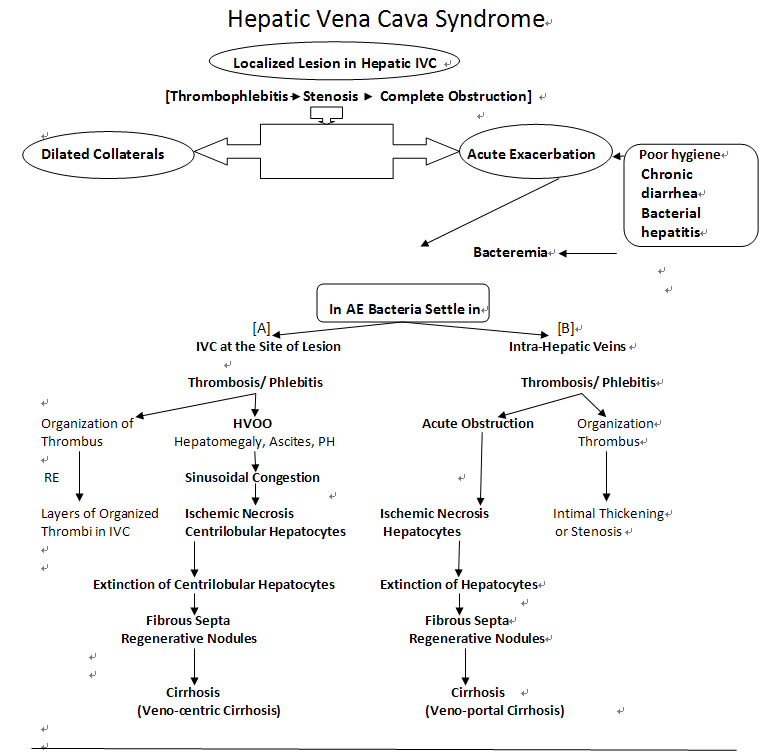 Hepatic Vena Cava Syndrome
Localized Lesion in Hepatic IVC
[Thrombophlebitis►Stenosis ► Complete Obstruction]
Dilated Collaterals
Acute Exacerbation
Poor hygiene
Chronic
diarrhea
Bacterial
hepatitis
Bacteremia
In AE Bacteria Settle in
[A]
IVC at the Site of Lesion
[B]
Intra-Hepatic Veins
Thrombosis/ Phlebitis
Thrombosis/ Phlebitis
Organization of
Thrombus
HVOO
Hepatomegaly, Ascites, PH
Acute Obstruction
Organization
Thrombus
RE
Sinusoidal Congestion
Layers of Organized
Thrombi in IVC
Ischemic Necrosis
Centrilobular Hepatocytes
Ischemic Necrosis
Hepatocytes
Intimal Thickening
or Stenosis
Extinction of Centrilobular Hepatocytes
Extinction of Hepatocytes
Fibrous Septa
Regenerative Nodules
Fibrous Septa
Regenerative Nodules
Cirrhosis
(Veno-centric Cirrhosis)
Cirrhosis
(Veno-portal Cirrhosis)